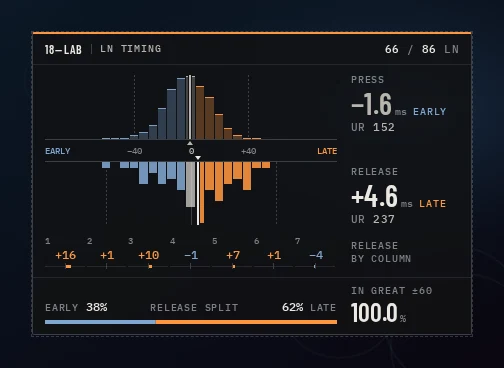 18—LAB LN TIMING 66 / 86 LN
PRESS
−1.6 ms EARLY
UR 152
EARLY −40 0 +40 LATE
RELEASE
+4.6 ms LATE
UR 237
1 2 3 4 5 6 7
+16 +1 +10 −1 +7 +1 −4
RELEASE
BY COLUMN
EARLY 38% RELEASE SPLIT 62% LATE
IN GREAT ±60
100.0 %